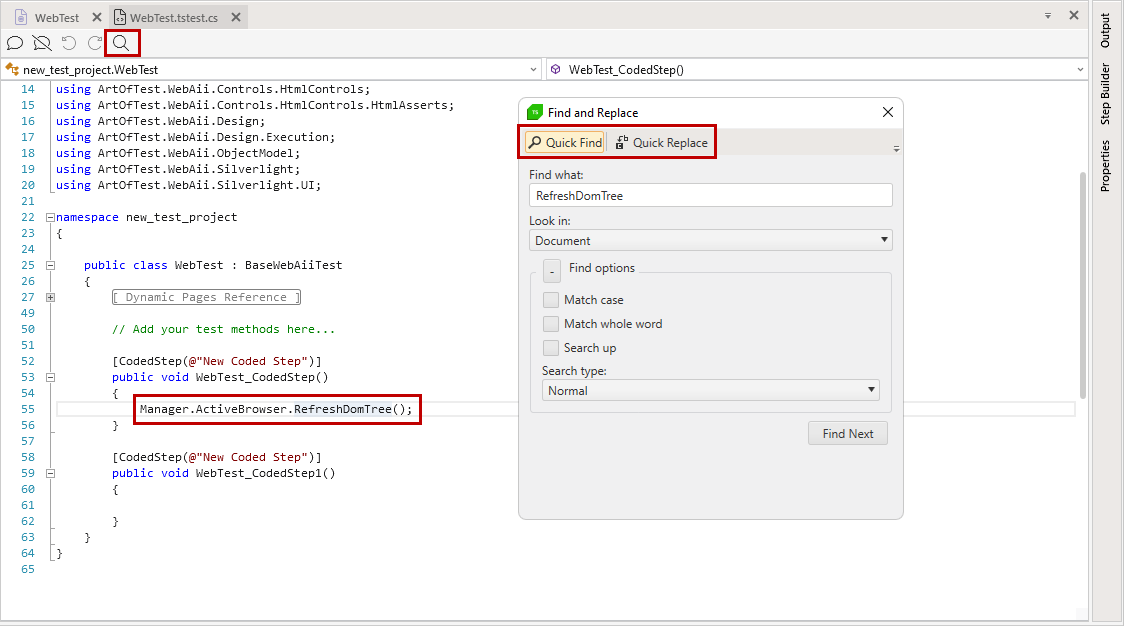 WebTest
WebTest.tstest.cs
new_test_project.WebTest
WebTest_CodedStep()
14 using ArtOfTest.WebAii.Controls.HtmlControls;
15 using ArtOfTest.WebAii.Controls.HtmlControls.HtmlAsserts;
16 using ArtOfTest.WebAii.Design;
17 using ArtOfTest.WebAii.Design.Execution;
18 using ArtOfTest.WebAii.ObjectModel;
19 using ArtOfTest.WebAii.Silverlight;
20 using ArtOfTest.WebAii.Silverlight.UI;
21
22 namespace new_test_project
23 {
24
25 public class WebTest : BaseWebAiiTest
26 {
27 [ Dynamic Pages Reference ]
49
50 // Add your test methods here...
51
52 [CodedStep(@"New Coded Step")]
53 public void WebTest_CodedStep()
54 {
55 Manager.ActiveBrowser.RefreshDomTree();
56 }
57
58 [CodedStep(@"New Coded Step")]
59 public void WebTest_CodedStep1()
60 {
61
62 }
63 }
64 }
65
TS
Find and Replace
Quick Find
Quick Replace
Find what:
RefreshDomTree
Look in:
Document
- Find options
Match case
Match whole word
Search up
Search type:
Normal
Find Next
Output
Step Builder
Properties